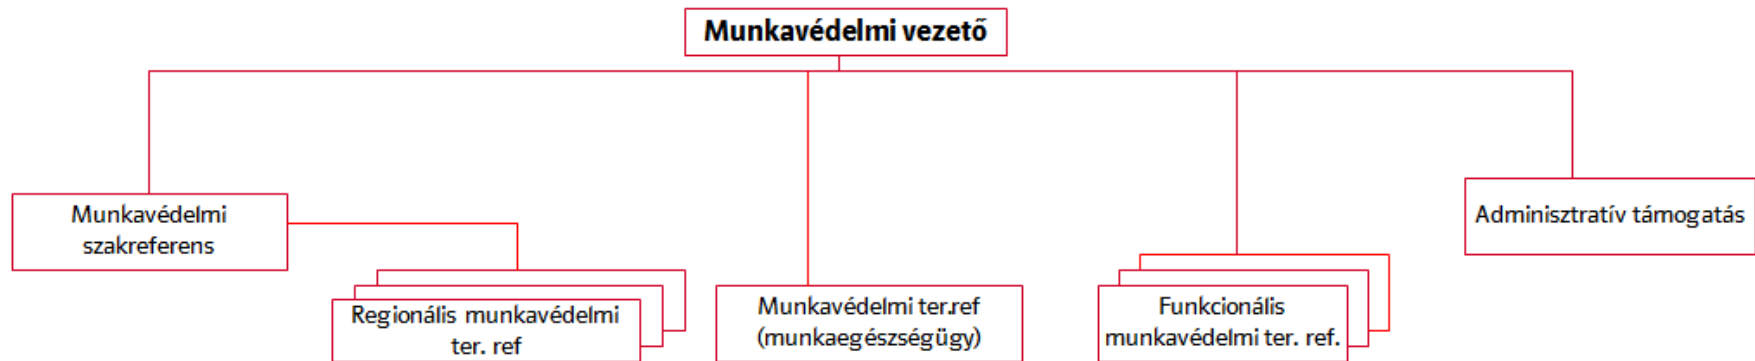 Munkavédelmi vezető
Munkavédelmi
szakreferens
Regionális munkavédelmi
ter. ref
Munkavédelmi ter.ref
(munkaegészségügy)
Funkcionális
munkavédelmi ter. ref.
Adminisztratív támogatás